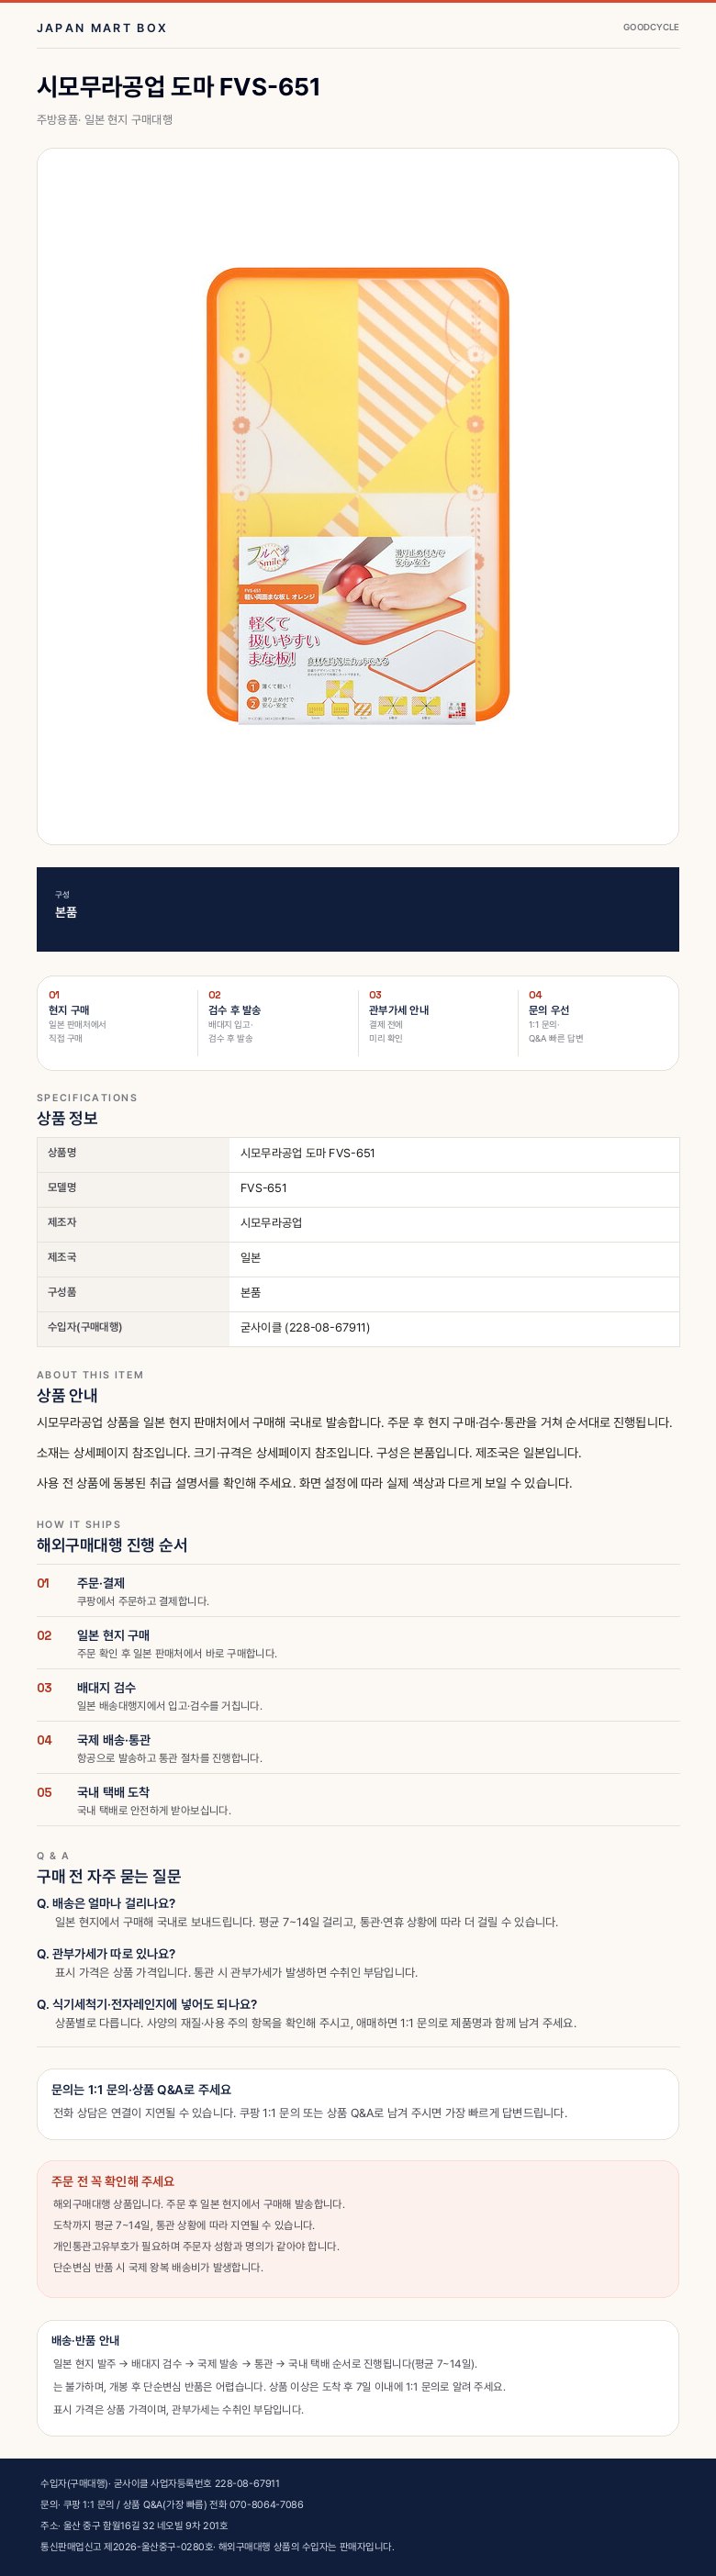 JAPAN MART BOX
GOODCYCLE
시모무라공업 도마 FVS-651
주방용품· 일본 현지 구매대행
フルベジ
Smile
滑り止め付きで
安心・安全
FVS-651
軽い両面まな板 L オレンジ
軽くて
扱いやすい
まな板!
食材を均等にカットできる
1 薄くて軽い!
2 滑り止め付で
安心・安全
구성
본품
01
현지 구매
일본 판매처에서
직접 구매
02
검수 후 발송
배대지 입고·
검수 후 발송
03
관부가세 안내
결제 전에
미리 확인
04
문의 우선
1:1 문의·
Q&A 빠른 답변
SPECIFICATIONS
상품 정보
상품명 시모무라공업 도마 FVS-651
모델명 FVS-651
제조자 시모무라공업
제조국 일본
구성품 본품
수입자(구매대행) 굳사이클 (228-08-67911)
ABOUT THIS ITEM
상품 안내
시모무라공업 상품을 일본 현지 판매처에서 구매해 국내로 발송합니다. 주문 후 현지 구매·검수·통관을 거쳐 순서대로 진행됩니다.
소재는 상세페이지 참조입니다. 크기·규격은 상세페이지 참조입니다. 구성은 본품입니다. 제조국은 일본입니다.
사용 전 상품에 동봉된 취급 설명서를 확인해 주세요. 화면 설정에 따라 실제 색상과 다르게 보일 수 있습니다.
HOW IT SHIPS
해외구매대행 진행 순서
01 주문·결제
쿠팡에서 주문하고 결제합니다.
02 일본 현지 구매
주문 확인 후 일본 판매처에서 바로 구매합니다.
03 배대지 검수
일본 배송대행지에서 입고·검수를 거칩니다.
04 국제 배송·통관
항공으로 발송하고 통관 절차를 진행합니다.
05 국내 택배 도착
국내 택배로 안전하게 받아보십니다.
Q & A
구매 전 자주 묻는 질문
Q. 배송은 얼마나 걸리나요?
일본 현지에서 구매해 국내로 보내드립니다. 평균 7~14일 걸리고, 통관·연휴 상황에 따라 더 걸릴 수 있습니다.
Q. 관부가세가 따로 있나요?
표시 가격은 상품 가격입니다. 통관 시 관부가세가 발생하면 수취인 부담입니다.
Q. 식기세척기·전자레인지에 넣어도 되나요?
상품별로 다릅니다. 사양의 재질·사용 주의 항목을 확인해 주시고, 애매하면 1:1 문의로 제품명과 함께 남겨 주세요.
문의는 1:1 문의·상품 Q&A로 주세요
전화 상담은 연결이 지연될 수 있습니다. 쿠팡 1:1 문의 또는 상품 Q&A로 남겨 주시면 가장 빠르게 답변드립니다.
주문 전 꼭 확인해 주세요
해외구매대행 상품입니다. 주문 후 일본 현지에서 구매해 발송합니다.
도착까지 평균 7~14일, 통관 상황에 따라 지연될 수 있습니다.
개인통관고유부호가 필요하며 주문자 성함과 명의가 같아야 합니다.
단순변심 반품 시 국제 왕복 배송비가 발생합니다.
배송·반품 안내
일본 현지 발주 → 배대지 검수 → 국제 발송 → 통관 → 국내 택배 순서로 진행됩니다(평균 7~14일).
는 불가하며, 개봉 후 단순변심 반품은 어렵습니다. 상품 이상은 도착 후 7일 이내에 1:1 문의로 알려 주세요.
표시 가격은 상품 가격이며, 관부가세는 수취인 부담입니다.
수입자(구매대행)· 굳사이클 사업자등록번호 228-08-67911
문의· 쿠팡 1:1 문의 / 상품 Q&A(가장 빠름) 전화 070-8064-7086
주소· 울산 중구 함월16길 32 네오빌 9차 201호
통신판매업신고 제2026-울산중구-0280호· 해외구매대행 상품의 수입자는 판매자입니다.